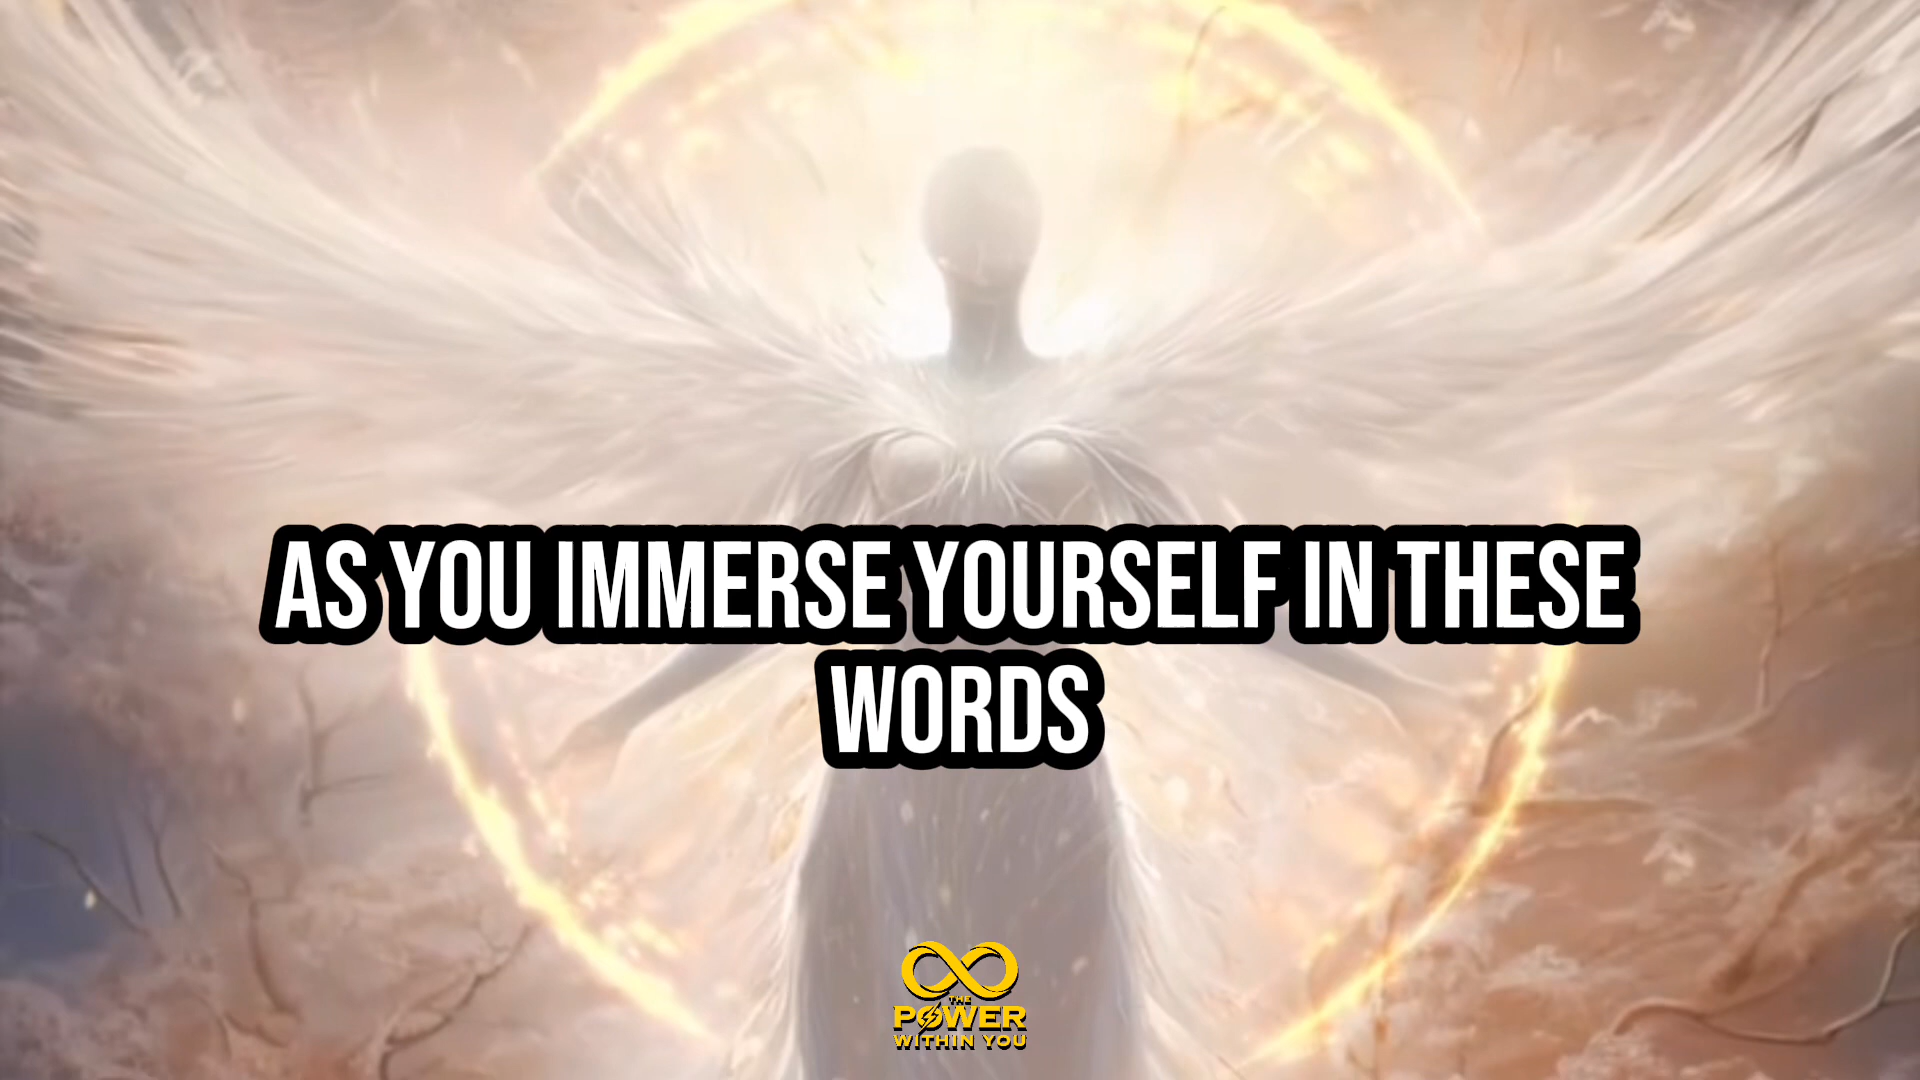 AS YOU IMMERSE YOURSELF IN THESE
WORDS
THE
POWER
WITHIN YOU